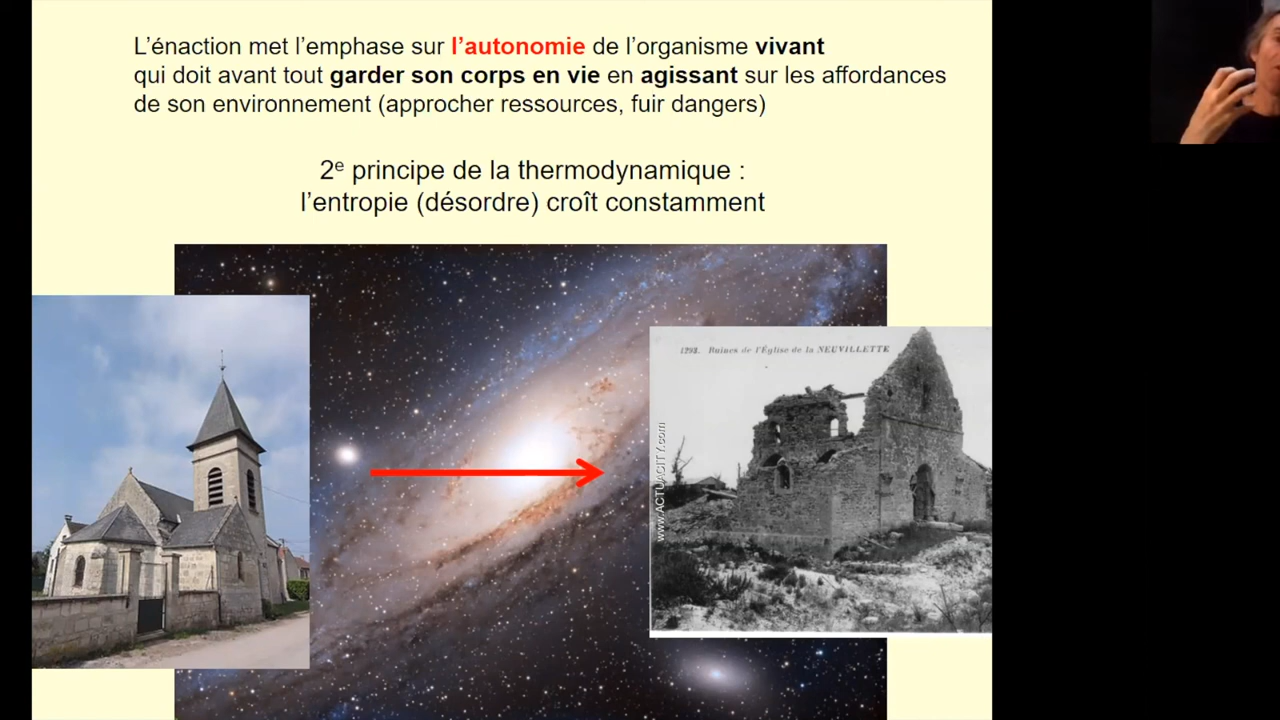 L’énaction met l’emphase sur l’autonomie de l’organisme vivant
qui doit avant tout garder son corps en vie en agissant sur les affordances
de son environnement (approcher ressources, fuir dangers)
2e principe de la thermodynamique :
l’entropie (désordre) croît constamment
1293. Ruines de l'Église de la NEUVILLETTE
www.ACTUACITY.com